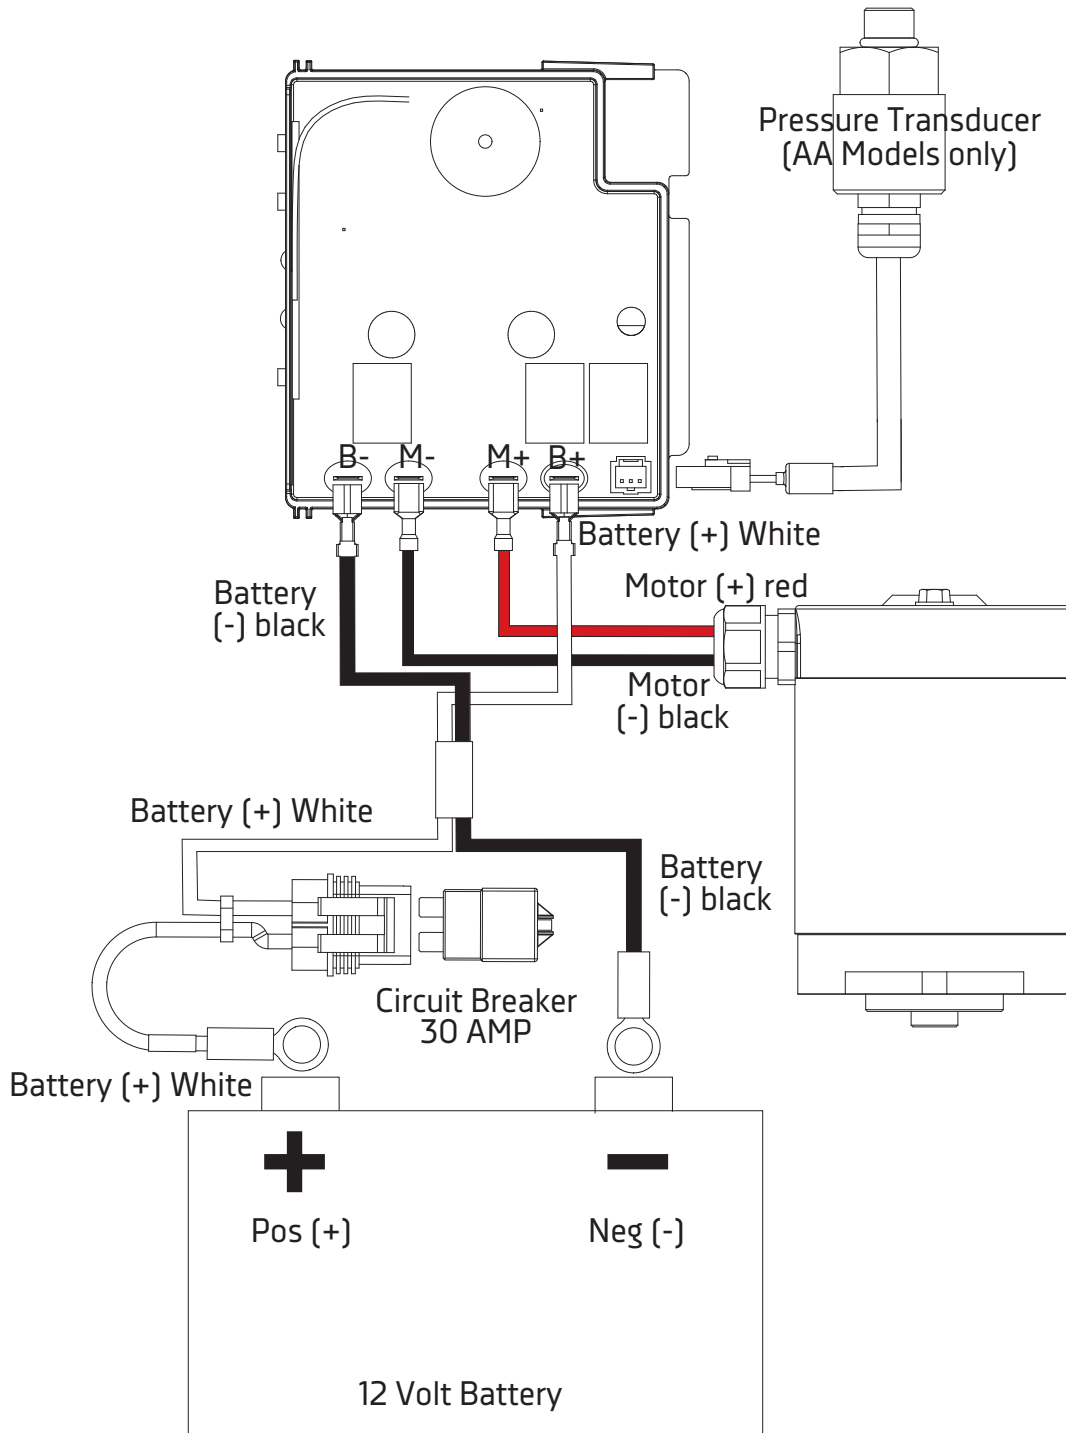 Pressure Transducer
(AA Models only)
B-
M-
M+
B+
Battery (+) White
Battery
(-) black
Motor (+) red
Motor
(-) black
Battery (+) White
Battery
(-) black
Circuit Breaker
30 AMP
Battery (+) White
Pos (+)
Neg (-)
12 Volt Battery